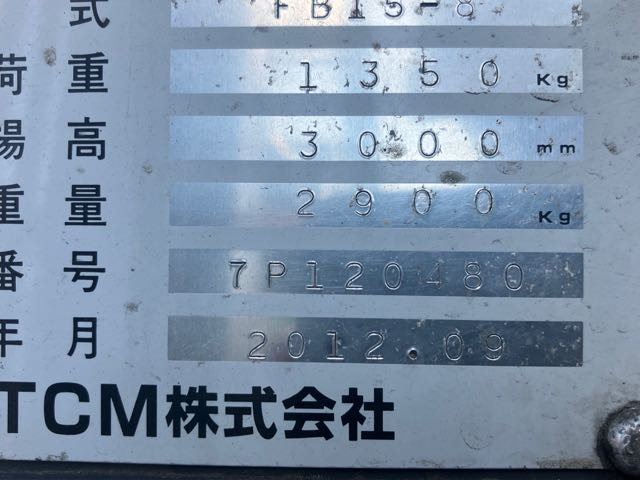 式 FB15-8
荷重 1350 Kg
揚高 3000 mm
重量 2900 Kg
番号 7P120480
年月 2012.09
TCM株式会社